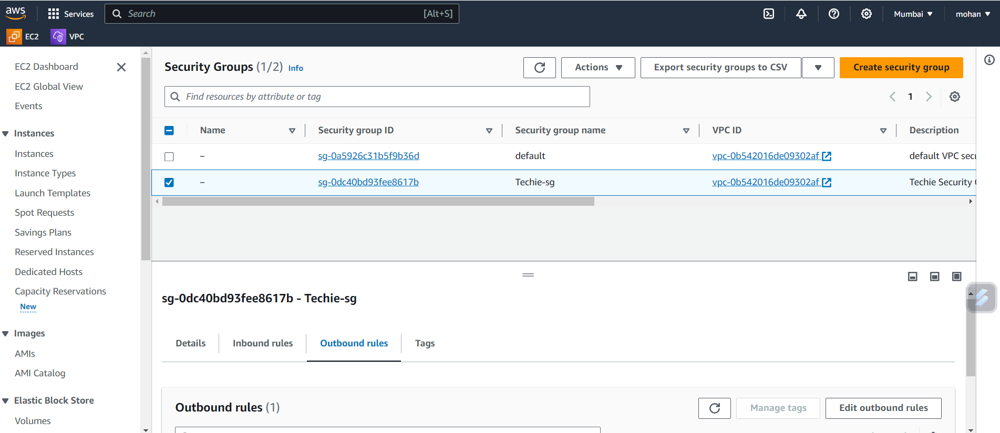 aws
Services
Search
[Alt+S]
Mumbai
mohan
EC2
VPC
EC2 Dashboard
EC2 Global View
Events
Instances
Instances
Instance Types
Launch Templates
Spot Requests
Savings Plans
Reserved Instances
Dedicated Hosts
Capacity Reservations
New
Images
AMIs
AMI Catalog
Elastic Block Store
Volumes
Security Groups (1/2) Info
Actions
Export security groups to CSV
Create security group
Find resources by attribute or tag
1
Name Security group ID Security group name VPC ID Description
– sg-0a5926c31b5f9b36d default vpc-0b542016de09302af default VPC secu
– sg-0dc40bd93fee8617b Techie-sg vpc-0b542016de09302af Techie Security
sg-0dc40bd93fee8617b - Techie-sg
Details Inbound rules Outbound rules Tags
Outbound rules (1)
Manage tags
Edit outbound rules